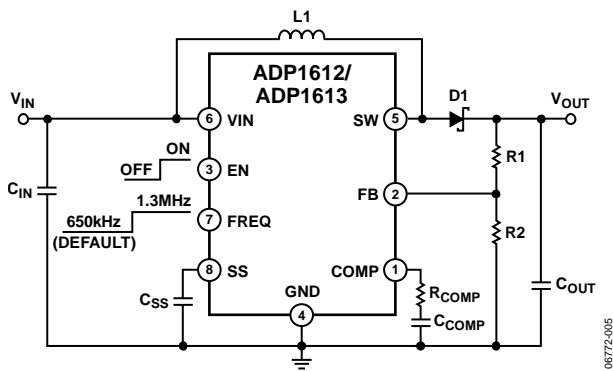 L1
ADP1612/
ADP1613
VIN
VOUT
D1
6 VIN
SW 5
ON
OFF
3 EN
R1
CIN
1.3MHz
FB 2
650kHz
(DEFAULT)
7 FREQ
R2
8 SS
COMP 1
CSS
GND
4
RCOMP
CCOMP
COUT
06772-005